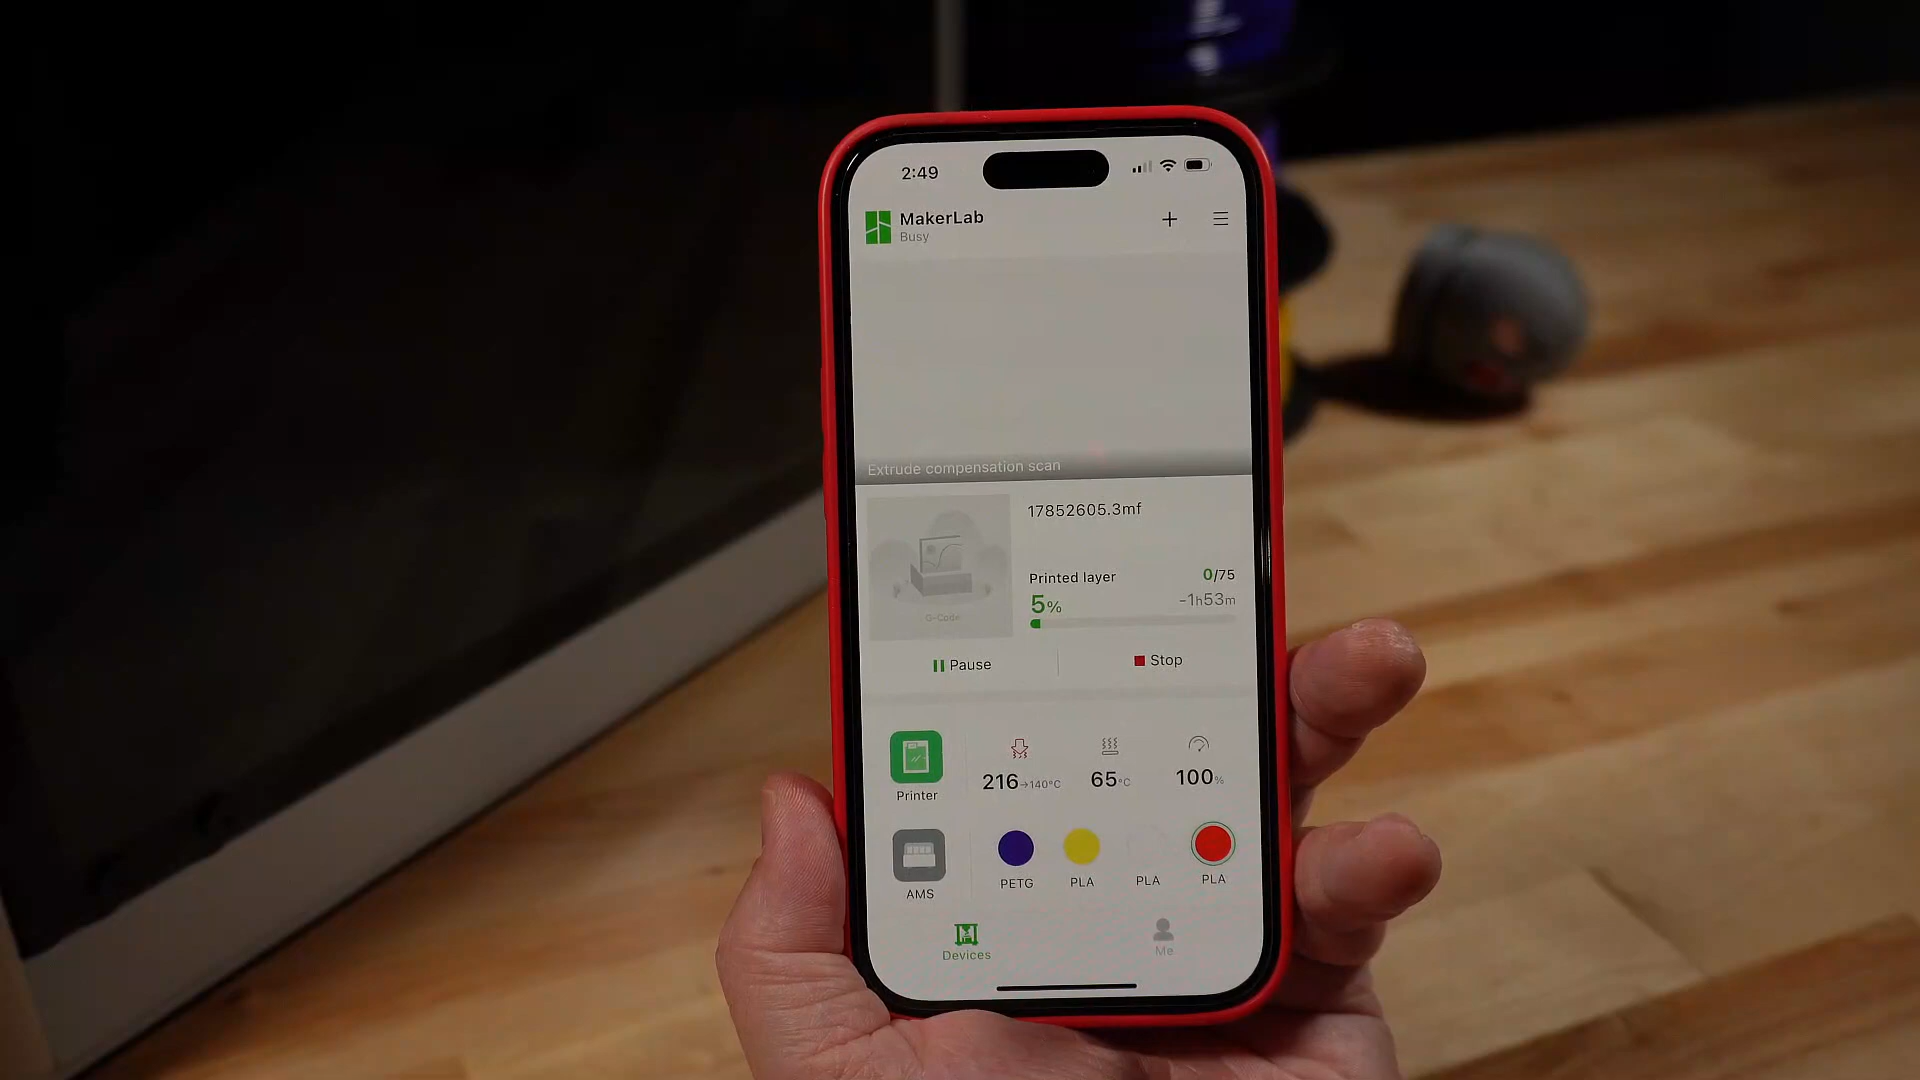 2:49
MakerLab
Busy
Extrude compensation scan
17852605.3mf
Printed layer 0/75
5% -1h53m
G-Code
Pause Stop
Printer 216→140°C 65°C 100%
AMS PETG PLA PLA PLA
Devices Me